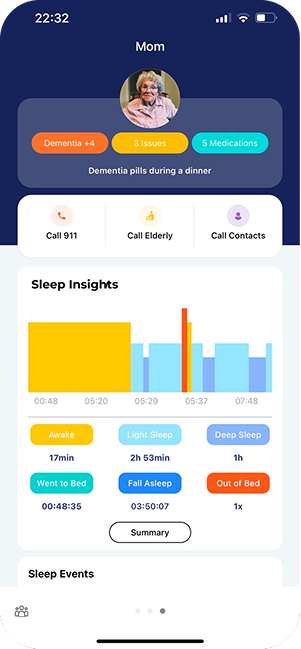 22:32
Mom
Dementia +4 3 Issues 5 Medications
Dementia pills during a dinner
Call 911 Call Elderly Call Contacts
Sleep Insights
00:48 05:20 05:29 05:37 07:48
Awake Light Sleep Deep Sleep
17min 2h 53min 1h
Went to Bed Fall Asleep Out of Bed
00:48:35 03:50:07 1x
Summary
Sleep Events